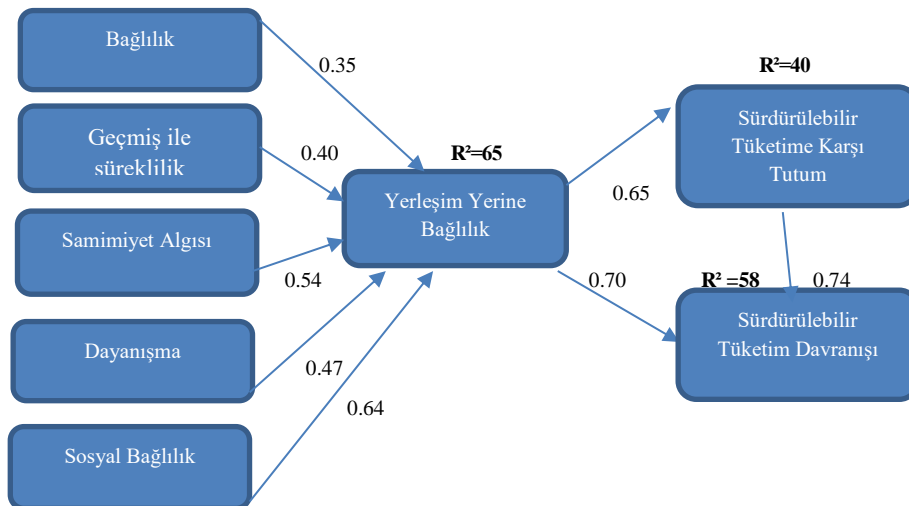 Bağlılık
0.35
Geçmiş ile
süreklilik
0.40
Samimiyet Algısı
0.54
Dayanışma
0.47
Sosyal Bağlılık
0.64
R²=65
Yerleşim Yerine
Bağlılık
0.65
0.70
R²=40
Sürdürülebilir
Tüketime Karşı
Tutum
R² =58
0.74
Sürdürülebilir
Tüketim Davranışı